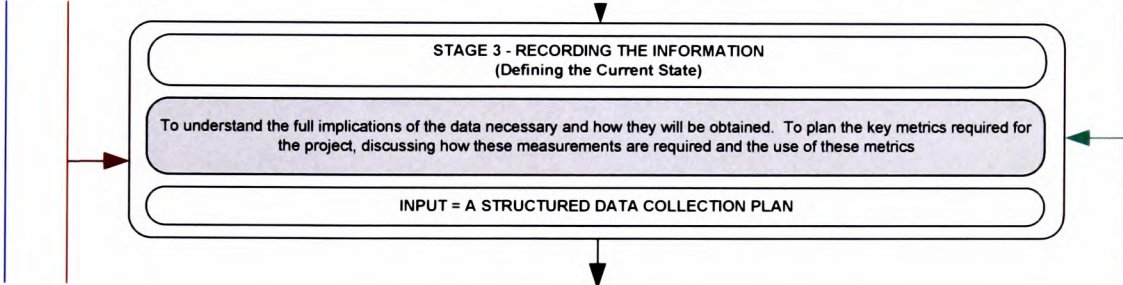 STAGE 3 - RECORDING THE INFORMATION
(Defining the Current State)
To understand the full implications of the data necessary and how they will be obtained. To plan the key metrics required for
the project, discussing how these measurements are required and the use of these metrics
INPUT = A STRUCTURED DATA COLLECTION PLAN